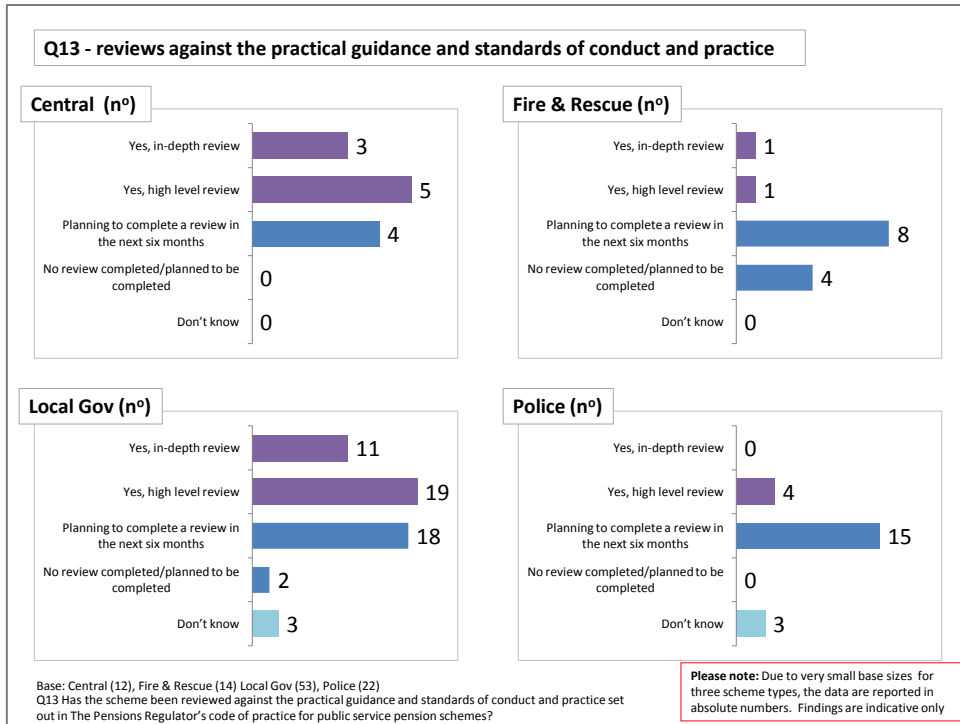 Q13 - reviews against the practical guidance and standards of conduct and practice
Central (nº)
Yes, in-depth review
3
Yes, high level review
5
Planning to complete a review in
the next six months
4
No review completed/planned to be
completed
0
Don't know
0
Fire & Rescue (nº)
Yes, in-depth review
1
Yes, high level review
1
Planning to complete a review in
the next six months
8
No review completed/planned to be
completed
4
Don't know
0
Local Gov (nº)
Yes, in-depth review
11
Yes, high level review
19
Planning to complete a review in
the next six months
18
No review completed/planned to be
completed
2
Don't know
3
Police (nº)
Yes, in-depth review
0
Yes, high level review
4
Planning to complete a review in
the next six months
15
No review completed/planned to be
completed
0
Don't know
3
Base: Central (12), Fire & Rescue (14) Local Gov (53), Police (22)
Q13 Has the scheme been reviewed against the practical guidance and standards of conduct and practice set
out in The Pensions Regulator's code of practice for public service pension schemes?
Please note: Due to very small base sizes for
three scheme types, the data are reported in
absolute numbers. Findings are indicative only